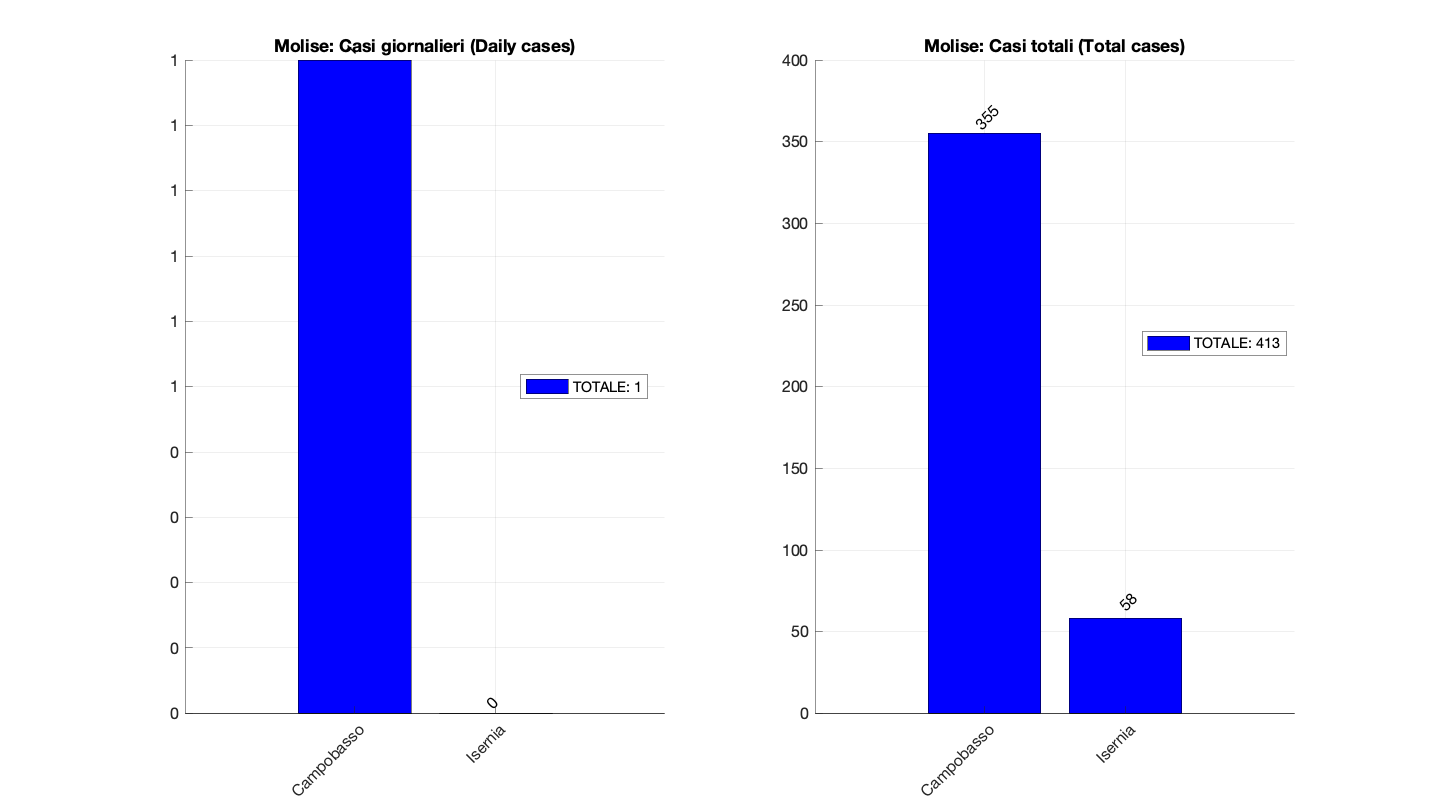 Molise: Casi giornalieri (Daily cases)
1
1
1
1
1
1
0
0
0
0
0
0
TOTALE: 1
Campobasso
Isernia
Molise: Casi totali (Total cases)
400
350
300
250
200
150
100
50
0
355
58
TOTALE: 413
Campobasso
Isernia